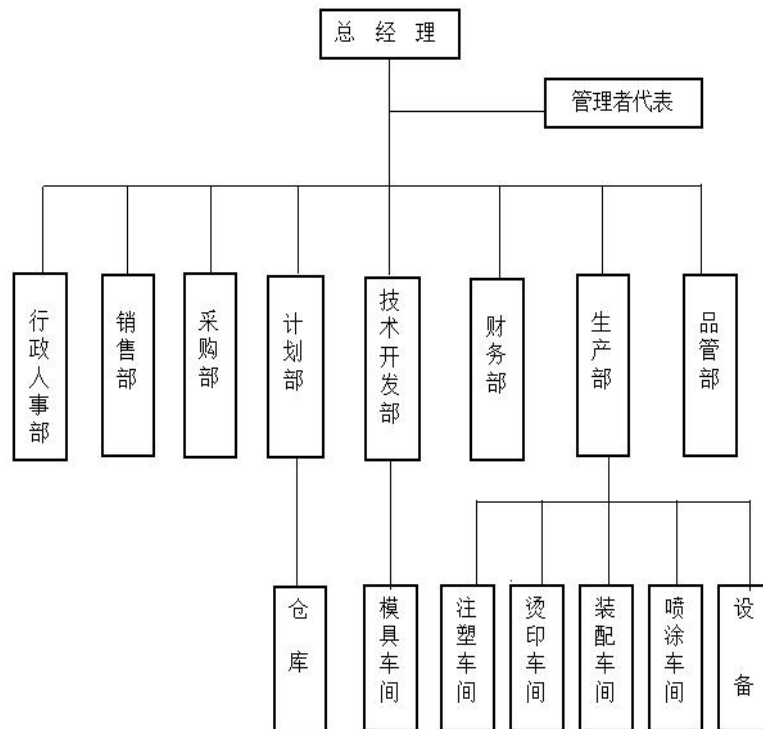 总经理
管理者代表
行政人事部
销售部
采购部
计划部
技术开发部
财务部
生产部
品管部
仓库
模具车间
注塑车间
烫印车间
装配车间
喷涂车间
设备